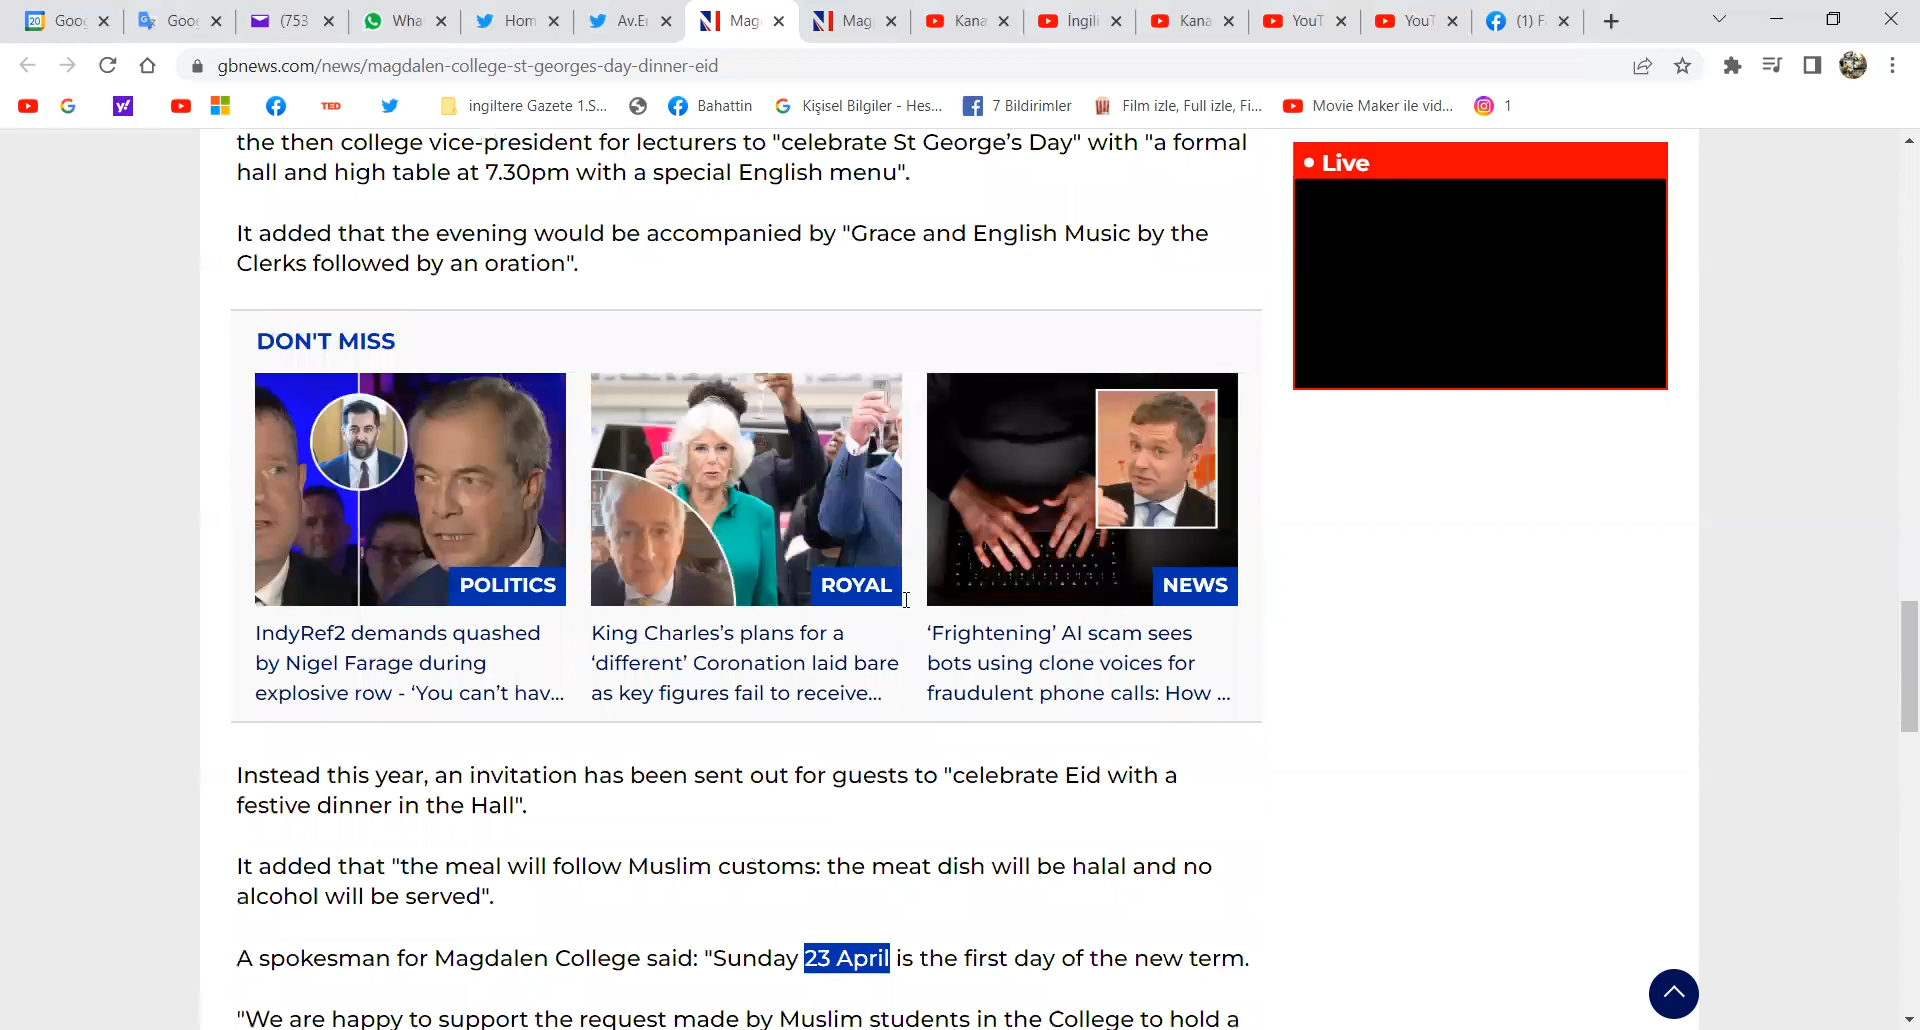 20 Goog
Goog
(753
Wha
Hom
Av.E
Mag
Mag
Kana
İngili
Kana
YouT
YouT
(1) F
gbnews.com/news/magdalen-college-st-georges-day-dinner-eid
y!
TED
ingiltere Gazete 1.S...
Bahattin
Kişisel Bilgiler - Hes...
7 Bildirimler
Film izle, Full izle, Fi...
Movie Maker ile vid...
1
the then college vice-president for lecturers to "celebrate St George’s Day" with "a formal
hall and high table at 7.30pm with a special English menu".
It added that the evening would be accompanied by "Grace and English Music by the
Clerks followed by an oration".
Live
DON'T MISS
POLITICS
IndyRef2 demands quashed
by Nigel Farage during
explosive row - ‘You can’t hav...
ROYAL
King Charles’s plans for a
‘different’ Coronation laid bare
as key figures fail to receive...
NEWS
‘Frightening’ AI scam sees
bots using clone voices for
fraudulent phone calls: How ...
Instead this year, an invitation has been sent out for guests to "celebrate Eid with a
festive dinner in the Hall".
It added that "the meal will follow Muslim customs: the meat dish will be halal and no
alcohol will be served".
A spokesman for Magdalen College said: "Sunday 23 April is the first day of the new term.
"We are happy to support the request made by Muslim students in the College to hold a